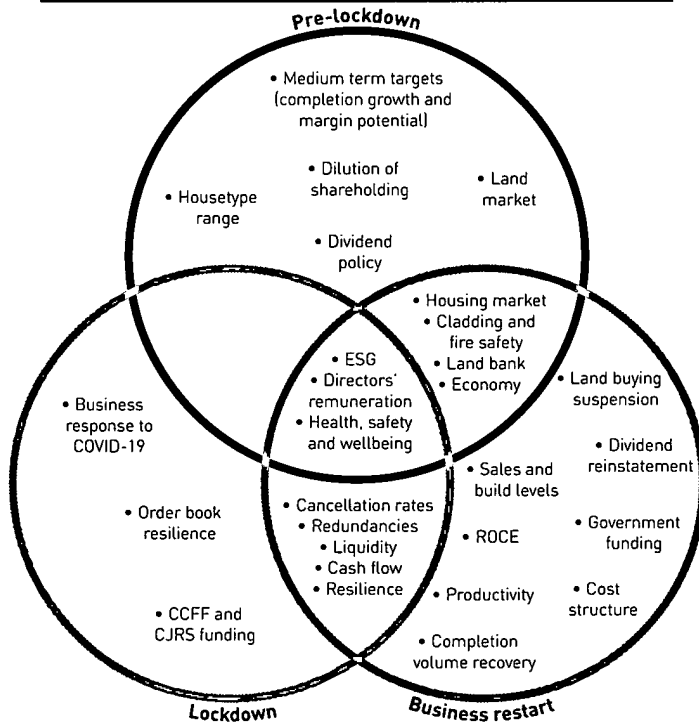 Pre-lockdown
• Medium term targets
(completion growth and
margin potential)
• Dilution of
shareholding
• Land
market
• Housetype
range
• Dividend
policy
• Housing market
• Cladding and
fire safety
• Land bank
• Economy
• ESG
• Directors'
remuneration
• Health, safety
and wellbeing
• Business
response to
COVID-19
• Order book
resilience
• CCFF and
CJRS funding
• Cancellation rates
• Redundancies
• Liquidity
• Cash flow
• Resilience
• Land buying
suspension
• Dividend
reinstatement
• Sales and
build levels
• Government
funding
• ROCE
• Productivity
• Cost
structure
• Completion
volume recovery
Lockdown
Business restart